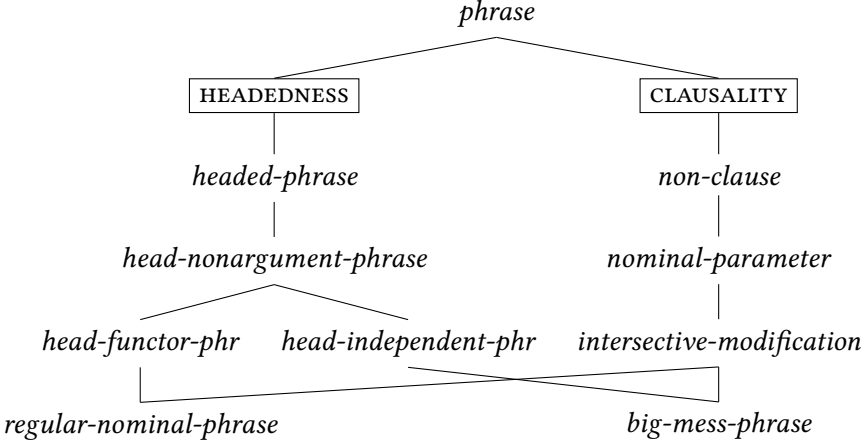 phrase
HEADEDNESS CLAUSALITY
headed-phrase non-clause
head-nonargument-phrase nominal-parameter
head-functor-phr head-independent-phr intersective-modification
regular-nominal-phrase big-mess-phrase